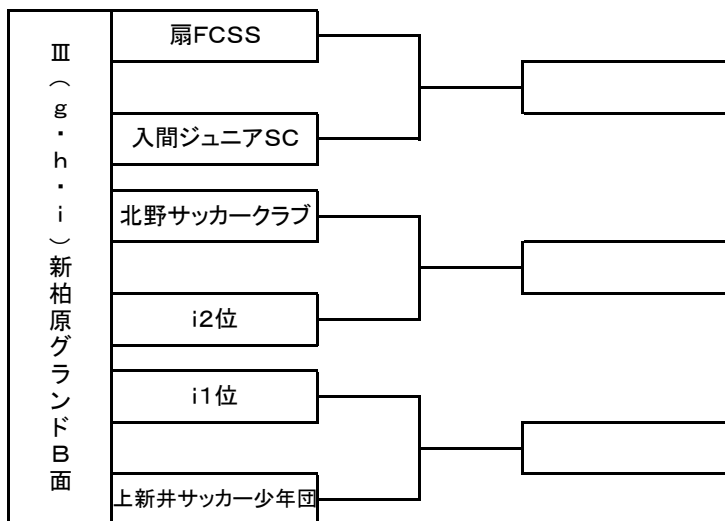 Ⅲ（ｇ・ｈ・ｉ）新柏原グランドＢ面
扇FCSS
入間ジュニアSC
北野サッカークラブ
i2位
i1位
上新井サッカー少年団